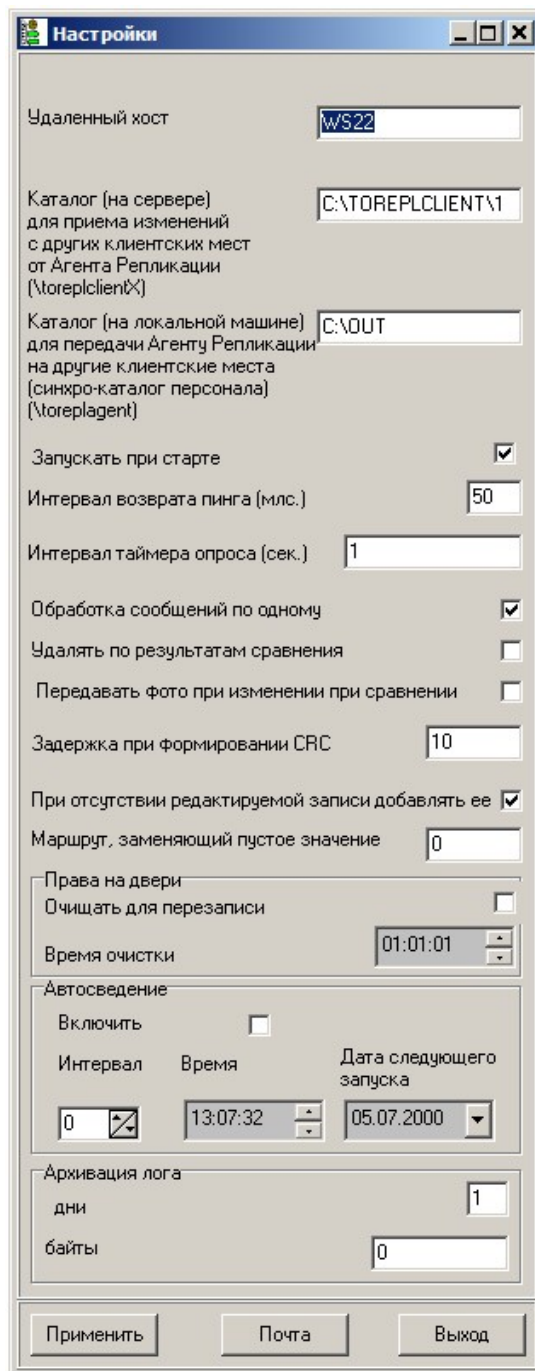 Настройки
Удаленный хост
WS22
Каталог (на сервере)
для приема изменений
с других клиентских мест
от Агента Репликации
(\toreplclientX)
C:\TOREPLCLIENT\1
Каталог (на локальной машине)
для передачи Агенту Репликации
на другие клиентские места
(синхро-каталог персонала)
(\toreplagent)
C:\OUT
Запускать при старте
Интервал возврата пинга (млс.)
50
Интервал таймера опроса (сек.)
1
Обработка сообщений по одному
Удалять по результатам сравнения
Передавать фото при изменении при сравнении
Задержка при формировании CRC
10
При отсутствии редактируемой записи добавлять ее
Маршрут, заменяющий пустое значение
0
Права на двери
Очищать для перезаписи
Время очистки
01:01:01
Автосведение
Включить
Интервал
Время
Дата следующего
запуска
0
13:07:32
05.07.2000
Архивация лога
дни
1
байты
0
Применить
Почта
Выход